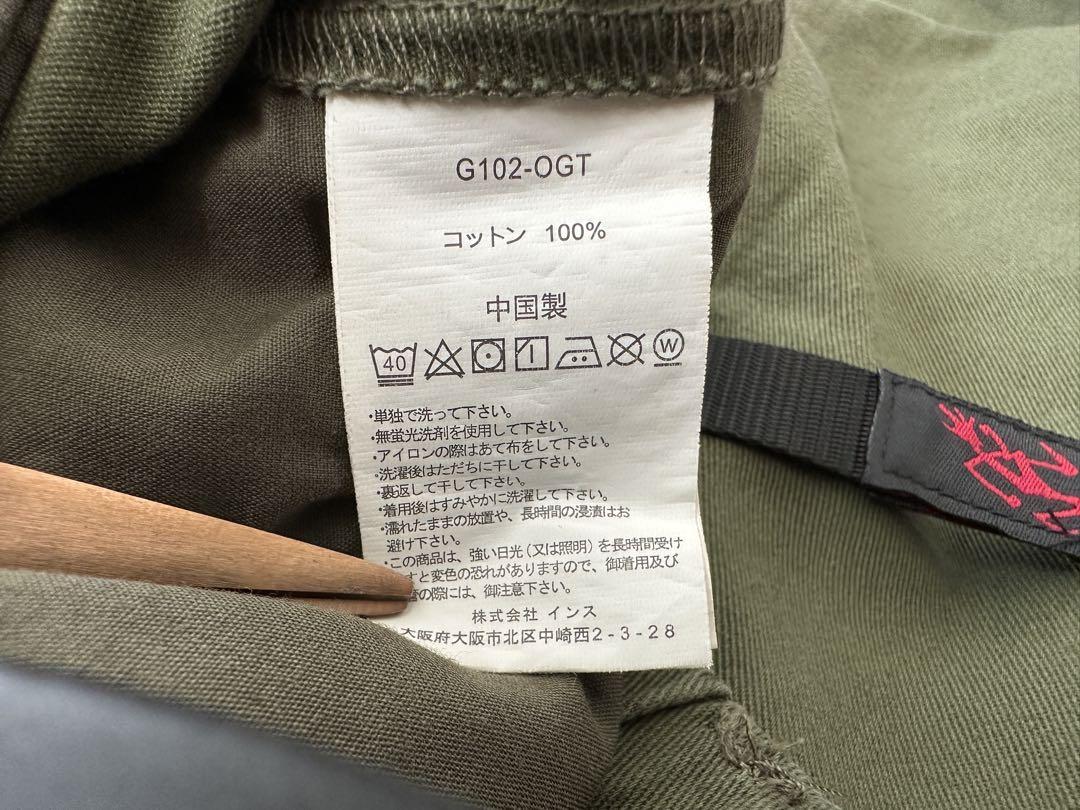 G102-OGT
コットン 100%
中国製
40 W
・単独で洗って下さい。
・無蛍光洗剤を使用して下さい。
・アイロンの際はあて布をして下さい。
・洗濯後はただちに干して下さい。
・裏返して干して下さい。
・着用後はすみやかに洗濯して下さい。
・濡れたままの放置や、長時間の浸漬はお
避け下さい。
・この商品は、強い日光(又は照明)を長時間受け
すと変色の恐れがありますので、御着用及び
の際には、御注意下さい。
株式会社 インス
大阪府大阪市北区中崎西2-3-28